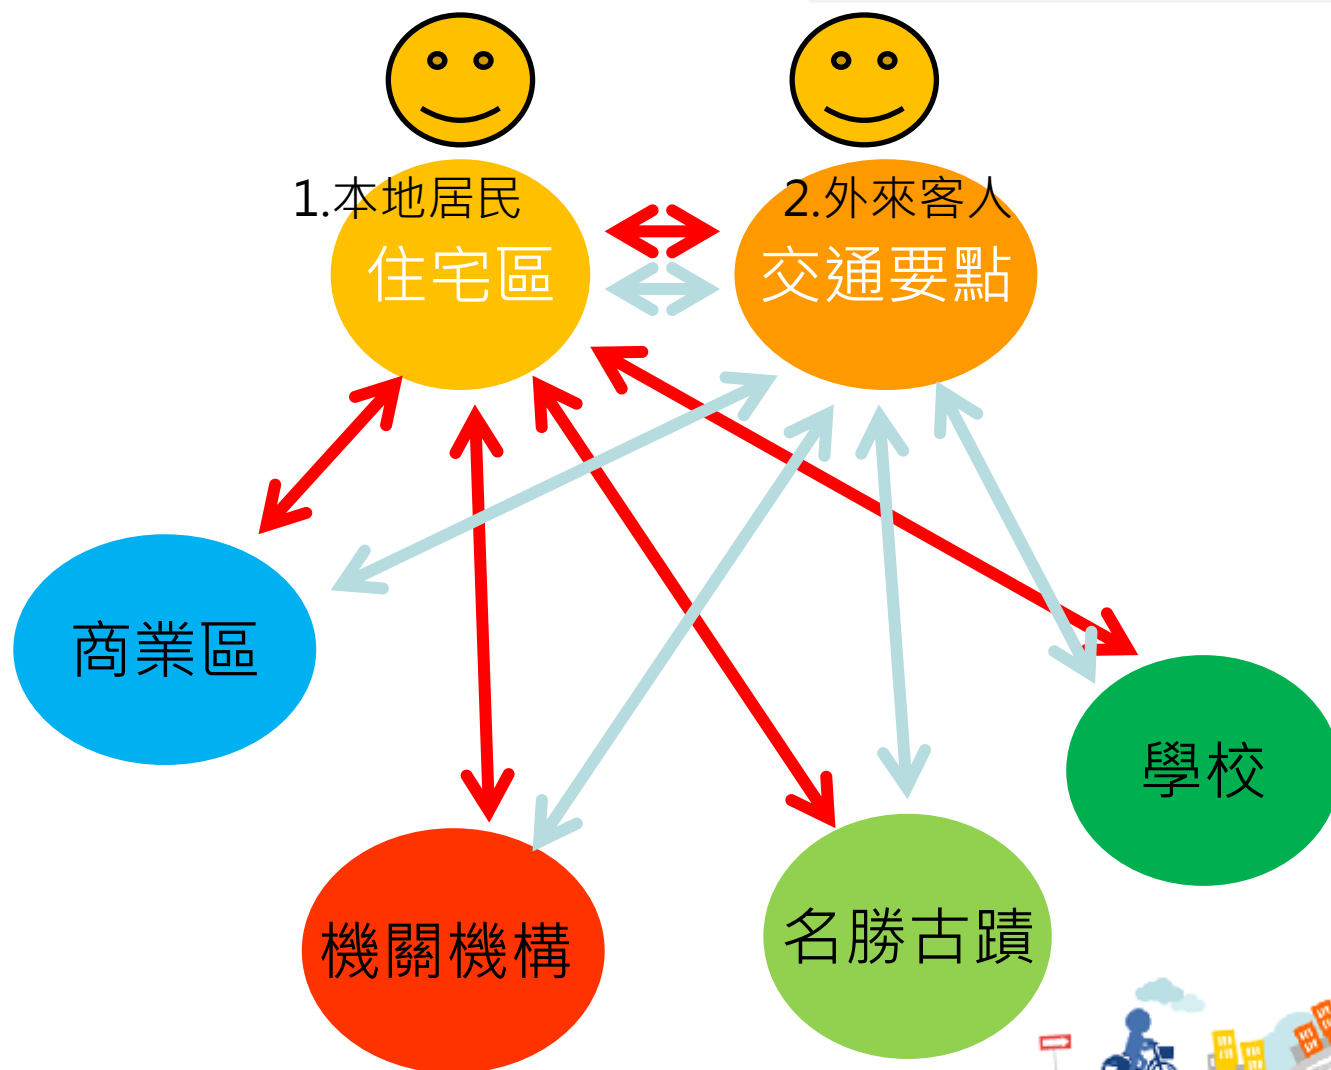 1.本地居民
2.外來客人
住宅區
交通要點
商業區
學校
機關機構
名勝古蹟